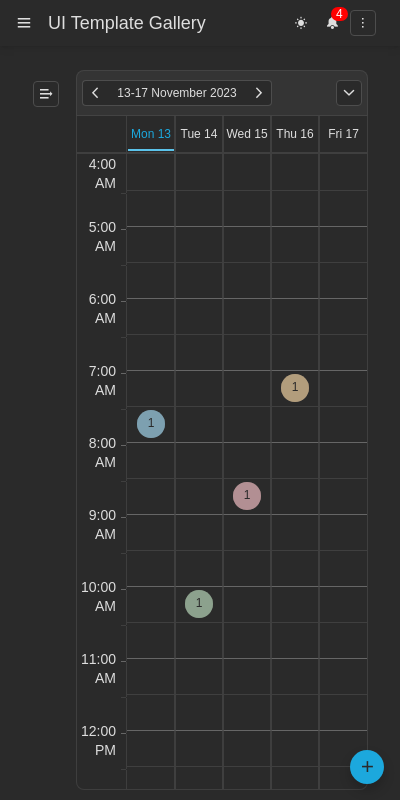 UI Template Gallery
4
13-17 November 2023
Mon 13 Tue 14 Wed 15 Thu 16 Fri 17
4:00
AM
5:00
AM
6:00
AM
7:00
AM
1
1
8:00
AM
1
9:00
AM
10:00
AM
1
11:00
AM
12:00
PM